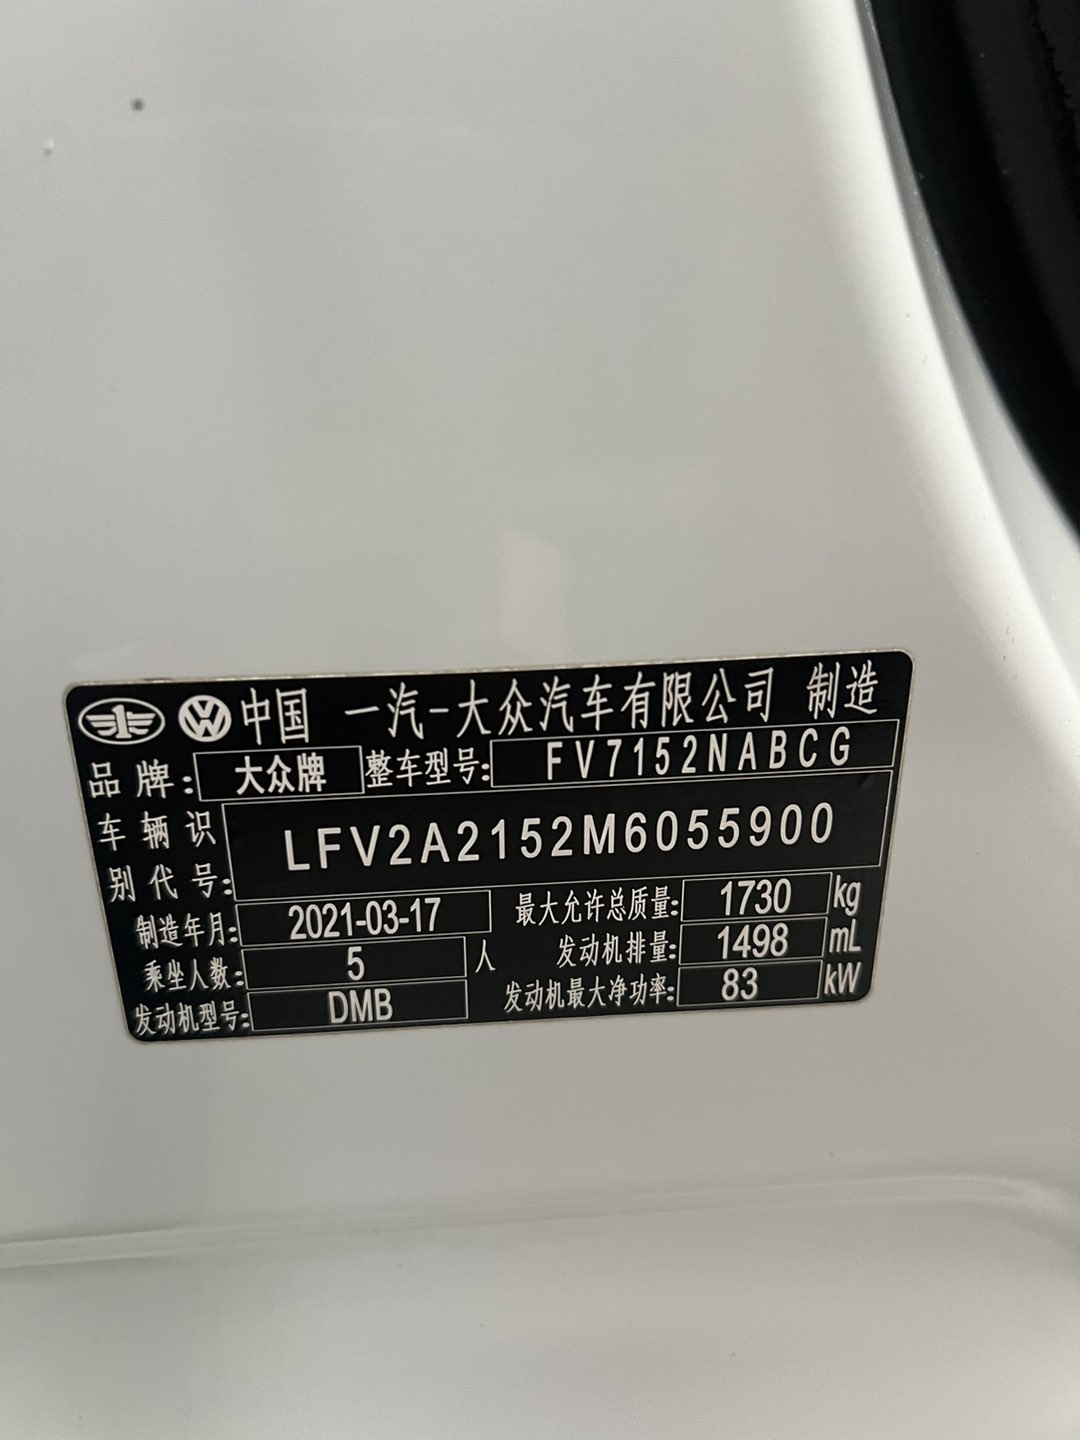 中国 一汽-大众汽车有限公司 制造
品牌: 大众牌 整车型号: FV7152NABCG
车辆识别代号: LFV2A2152M6055900
制造年月: 2021-03-17 最大允许总质量: 1730 kg
乘坐人数: 5 人 发动机排量: 1498 mL
发动机型号: DMB 发动机最大净功率: 83 kW